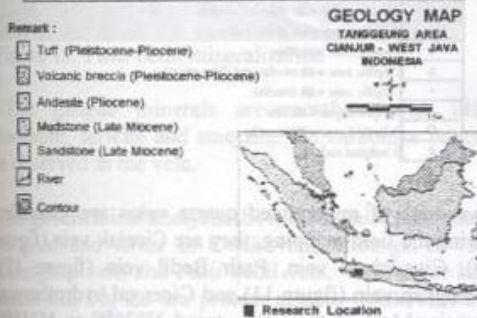 Remark :
Tuff (Pleistocene-Pliocene)
Volcanic breccia (Pleistocene-Pliocene)
Andesite (Pliocene)
Mudstone (Late Miocene)
Sandstone (Late Miocene)
River
Contour
GEOLOGY MAP
TANGGEUNG AREA
CIANJUR - WEST JAVA
INDONESIA
Research Location